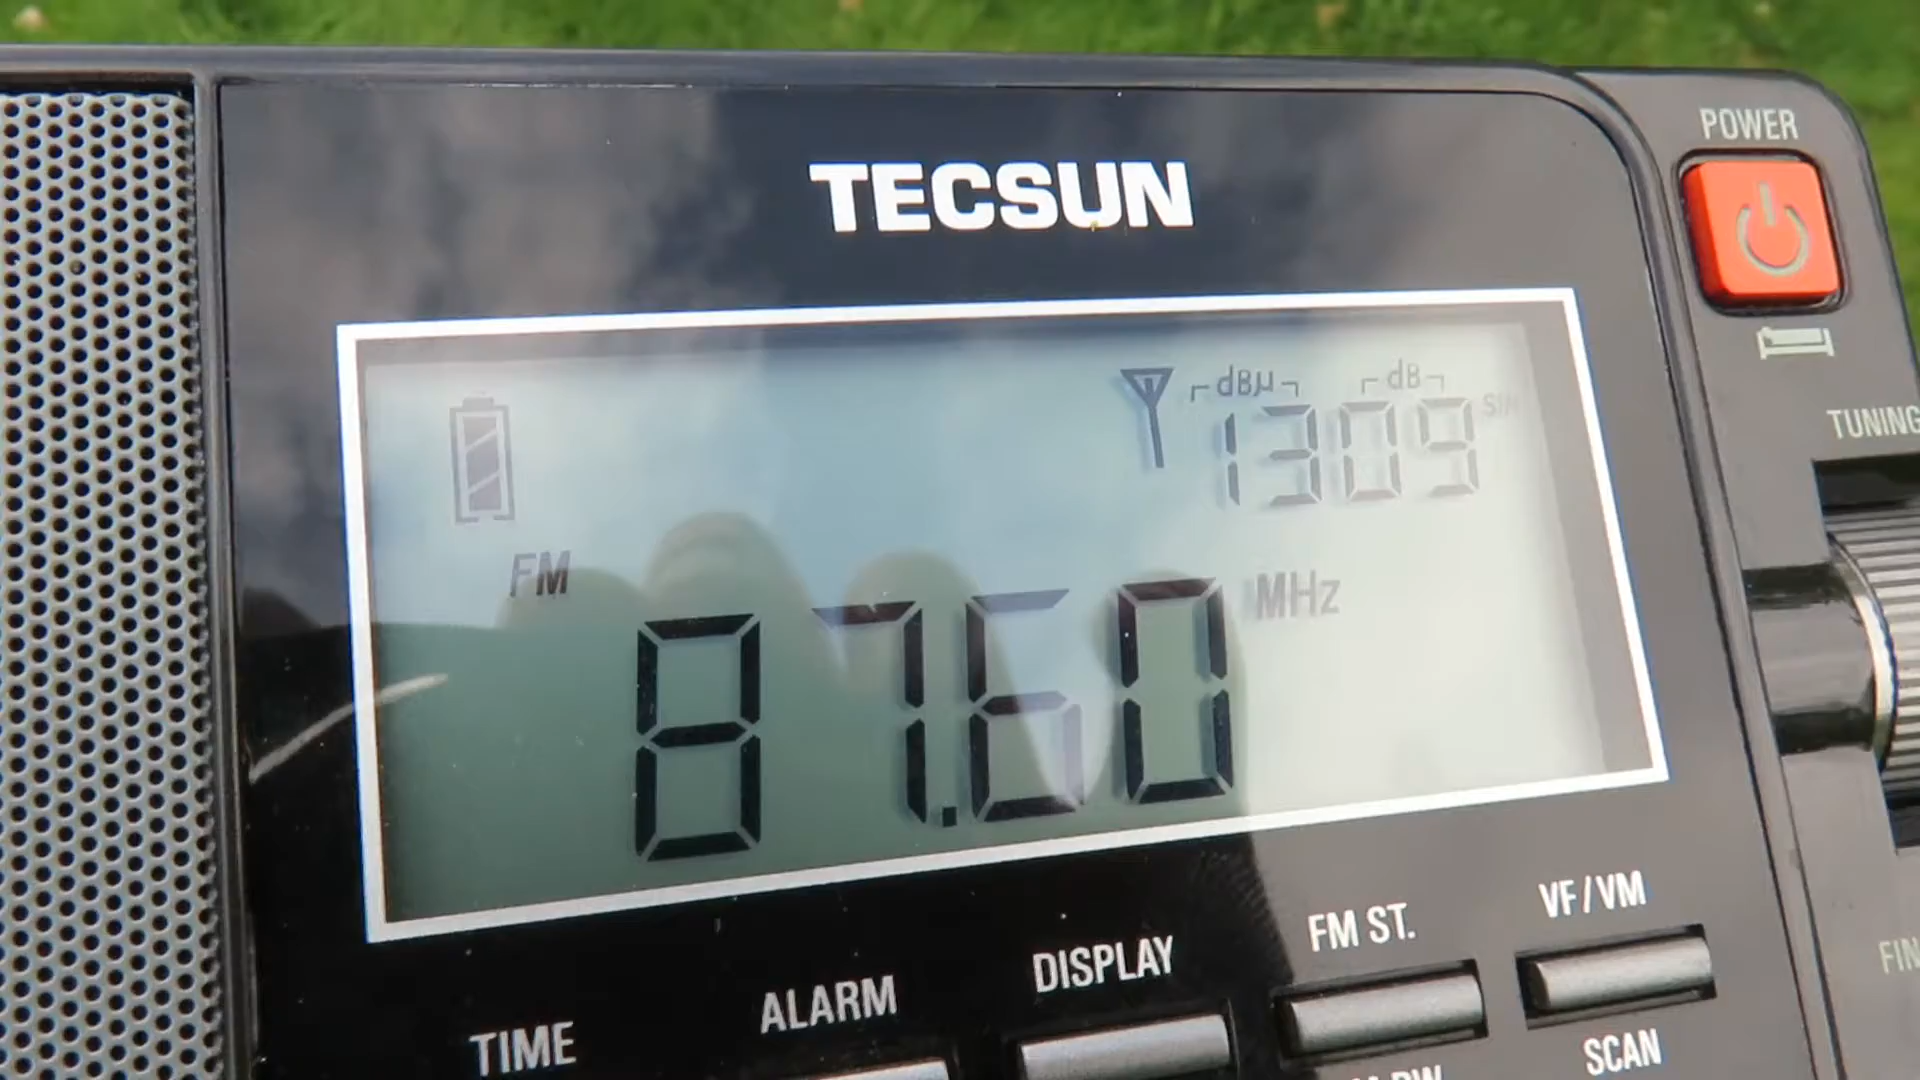 POWER
TECSUN
dBµ dB
1309
TUNING
FM 87.60 MHz
VF/VM
FM ST.
DISPLAY
ALARM
TIME
SCAN